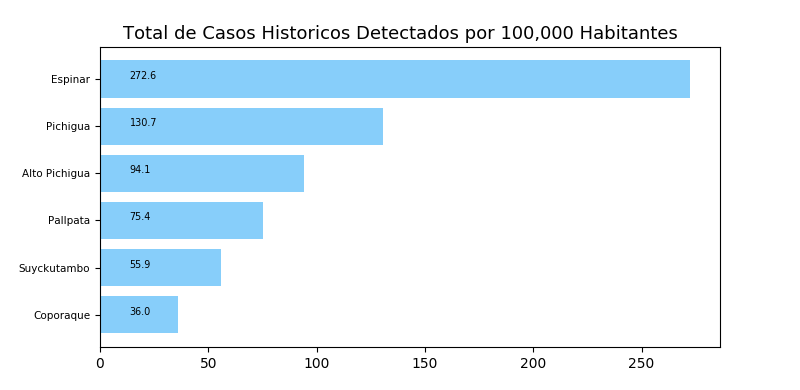 Total de Casos Historicos Detectados por 100,000 Habitantes
Espinar 272.6
Pichigua 130.7
Alto Pichigua 94.1
Pallpata 75.4
Suyckutambo 55.9
Coporaque 36.0
0 50 100 150 200 250